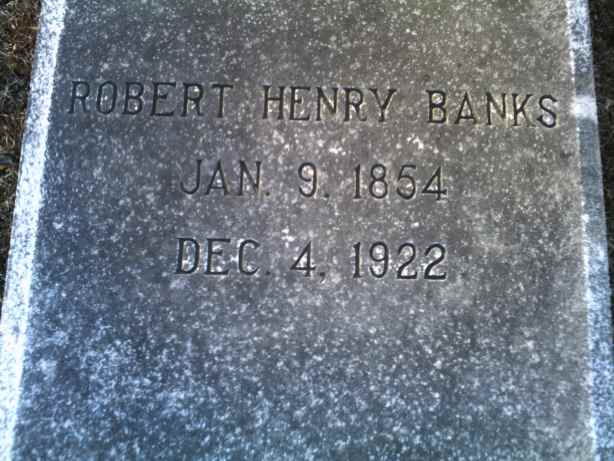 ROBERT HENRY BANKS
JAN. 9. 1854
DEC. 4. 1922